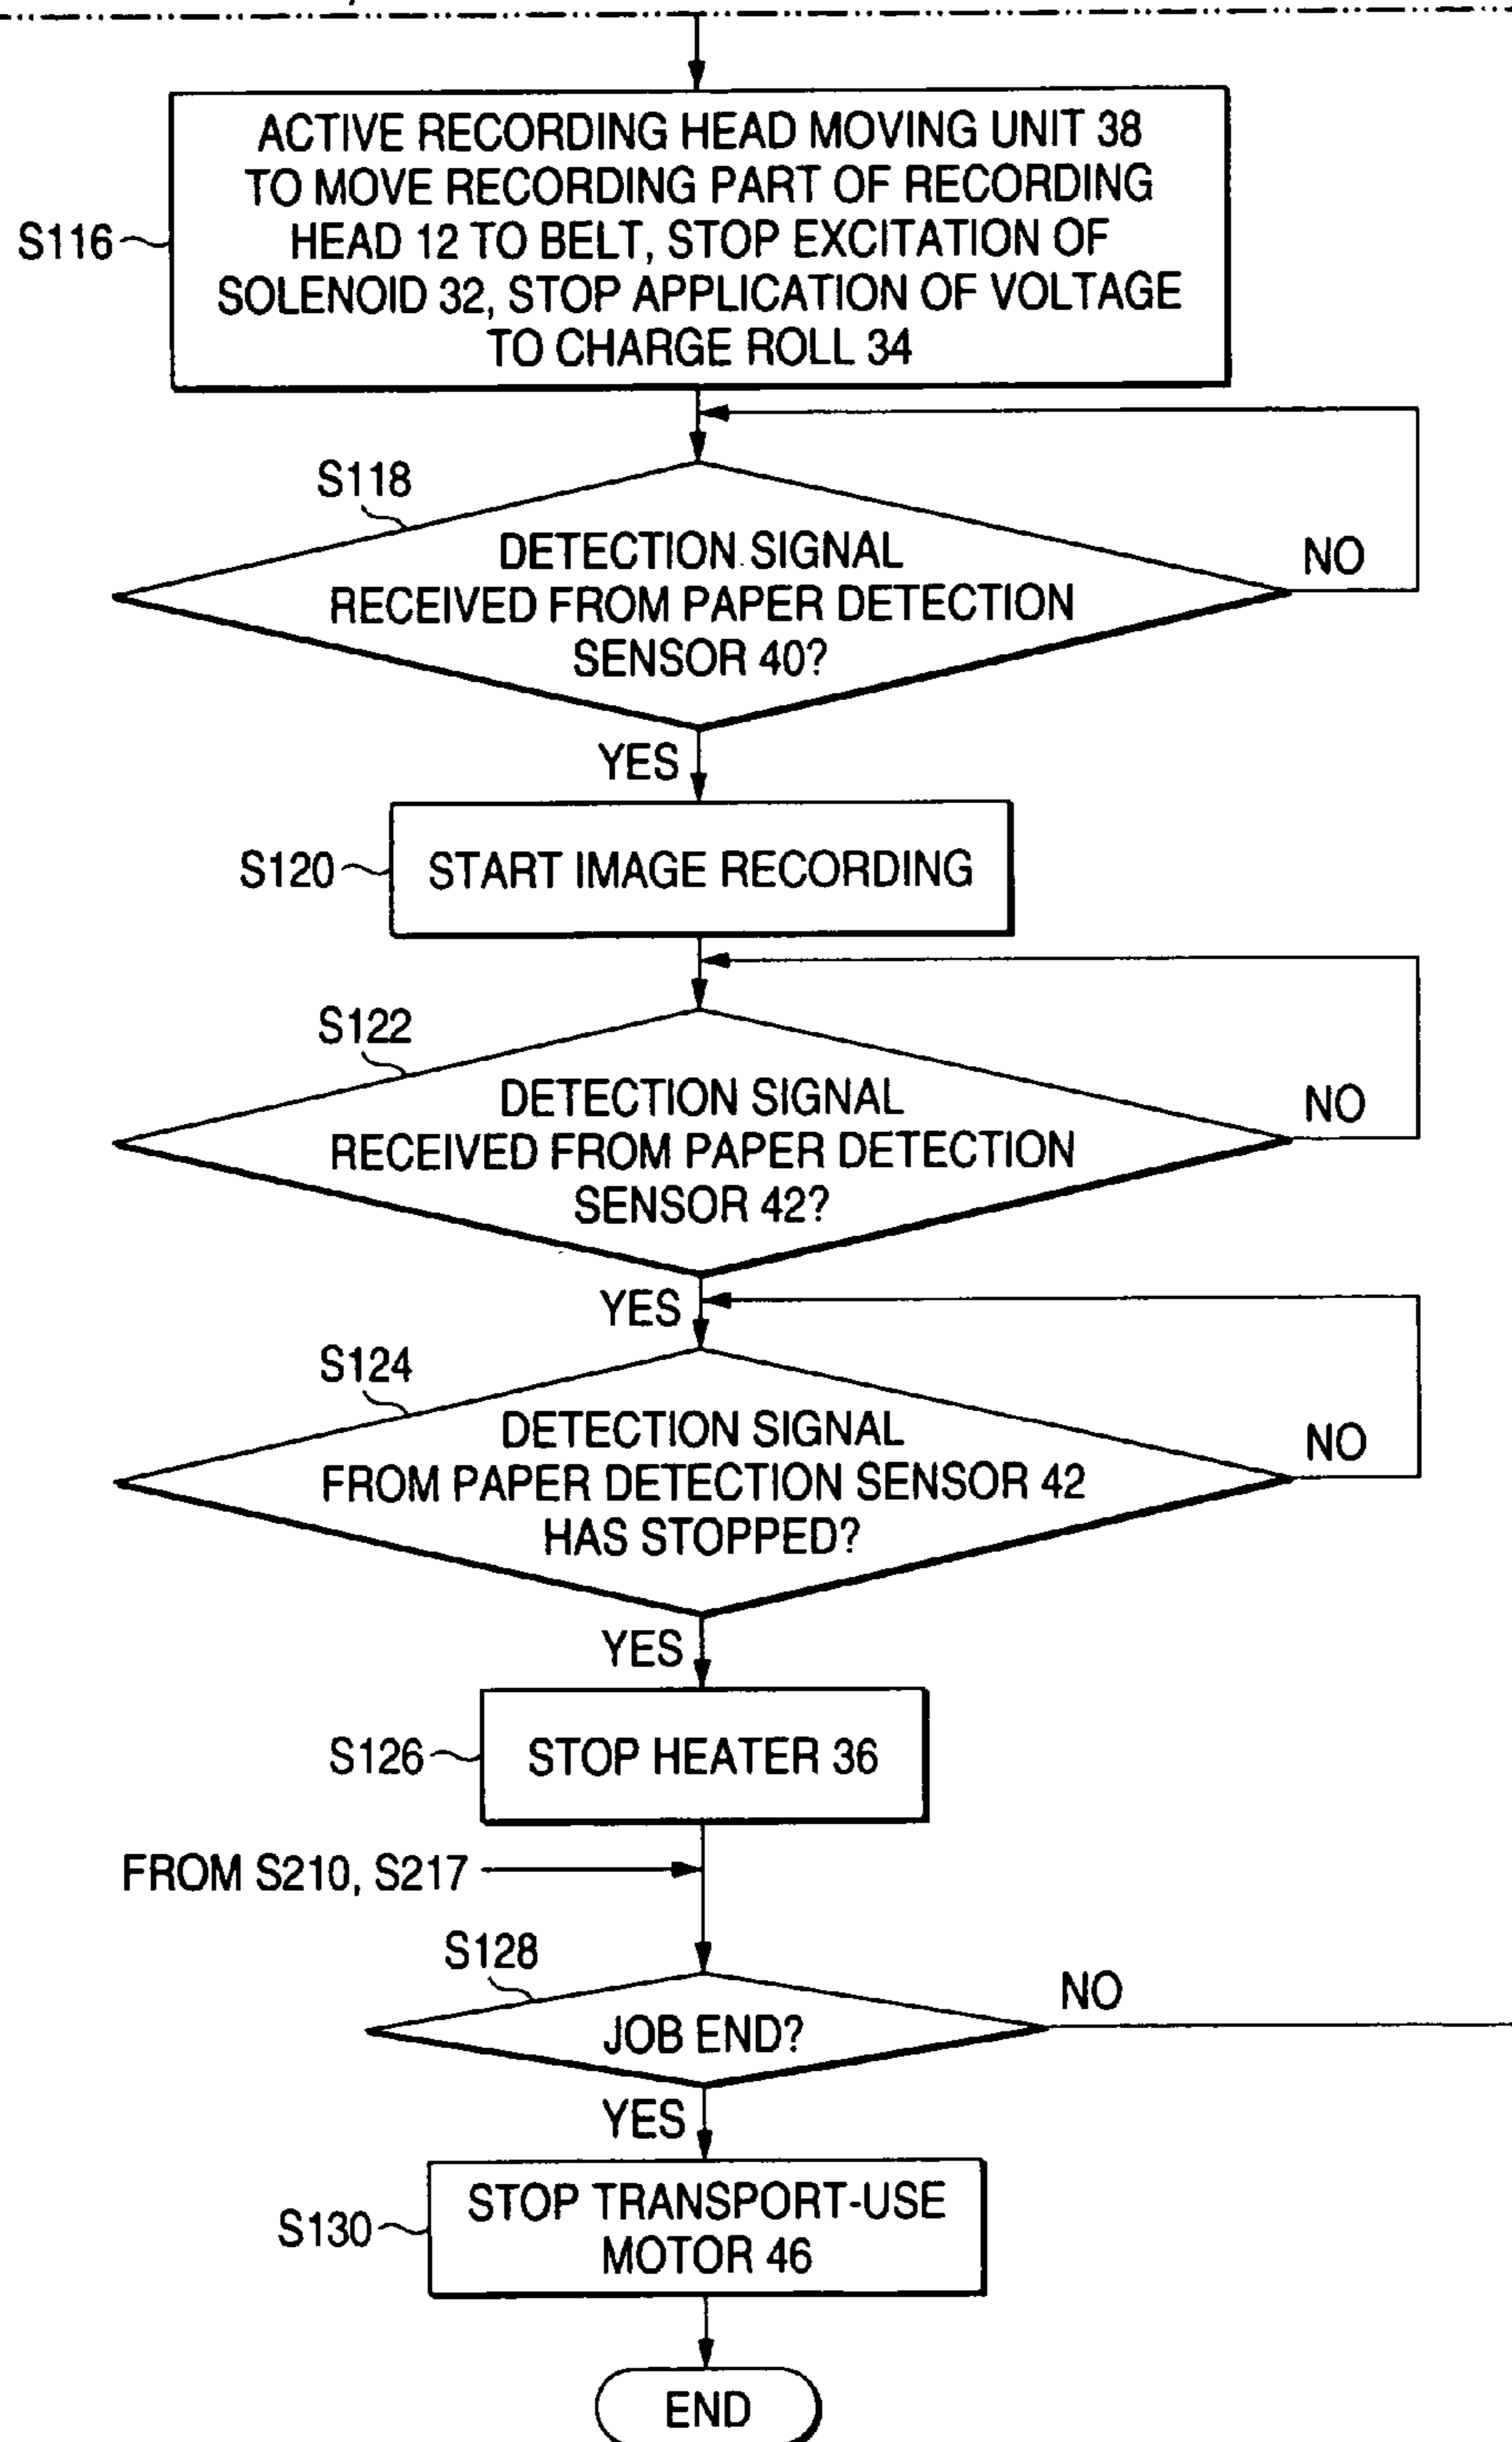 ACTIVE RECORDING HEAD MOVING UNIT 38
TO MOVE RECORDING PART OF RECORDING
HEAD 12 TO BELT, STOP EXCITATION OF
SOLENOID 32, STOP APPLICATION OF VOLTAGE
TO CHARGE ROLL 34
S116
S118
DETECTION SIGNAL
RECEIVED FROM PAPER DETECTION
SENSOR 40?
NO
YES
S120
START IMAGE RECORDING
S122
DETECTION SIGNAL
RECEIVED FROM PAPER DETECTION
SENSOR 42?
NO
YES
S124
DETECTION SIGNAL
FROM PAPER DETECTION SENSOR 42
HAS STOPPED?
NO
YES
S126
STOP HEATER 36
FROM S210, S217
S128
JOB END?
NO
YES
S130
STOP TRANSPORT-USE
MOTOR 46
END